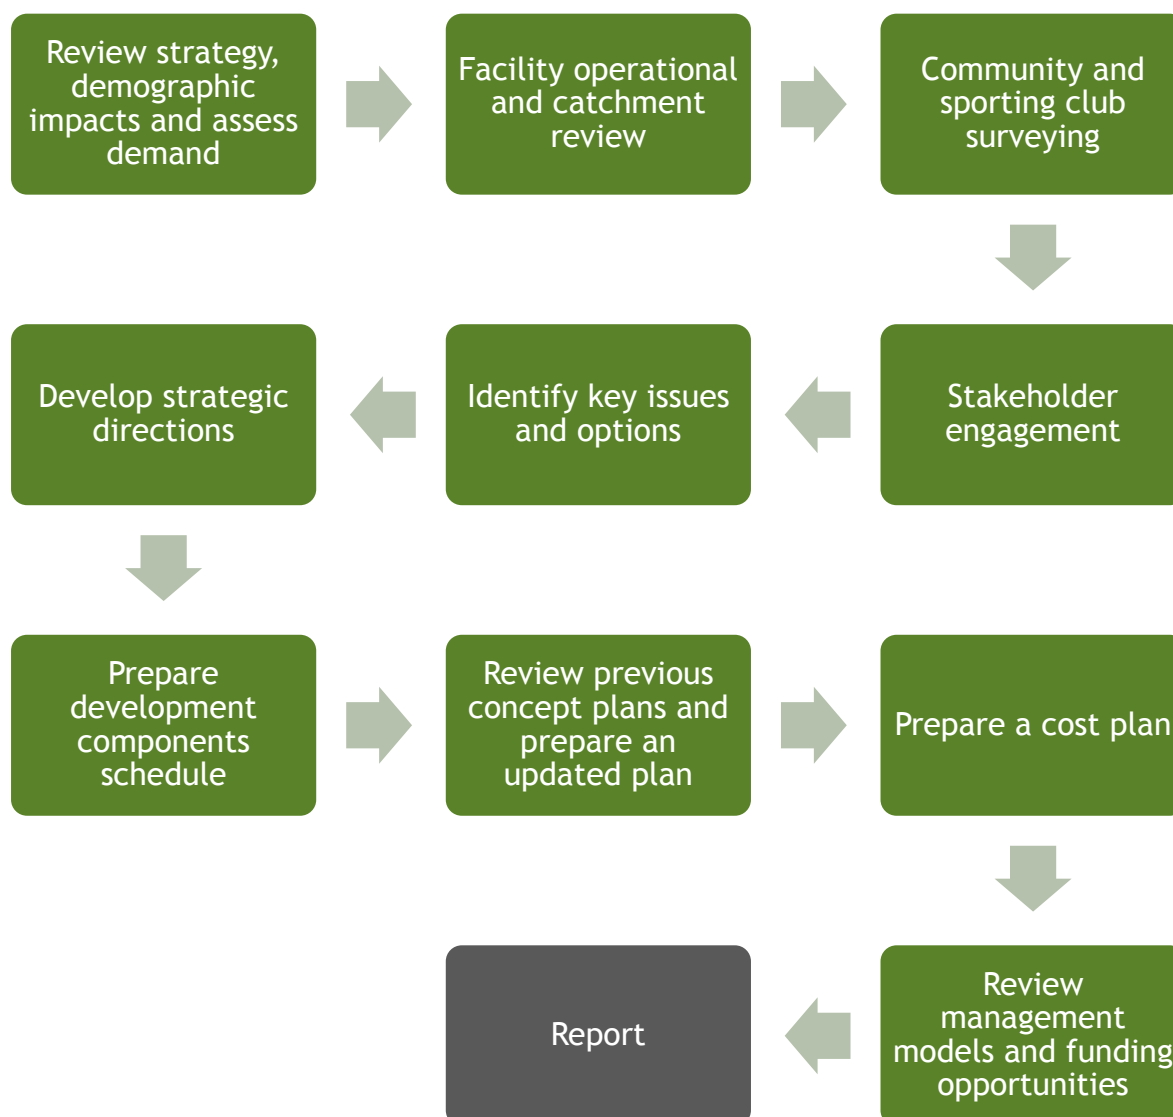 Review strategy,
demographic
impacts and assess
demand
Facility operational
and catchment
review
Community and
sporting club
surveying
Stakeholder
engagement
Identify key issues
and options
Develop strategic
directions
Prepare
development
components
schedule
Review previous
concept plans and
prepare an
updated plan
Prepare a cost plan
Review
management
models and funding
opportunities
Report